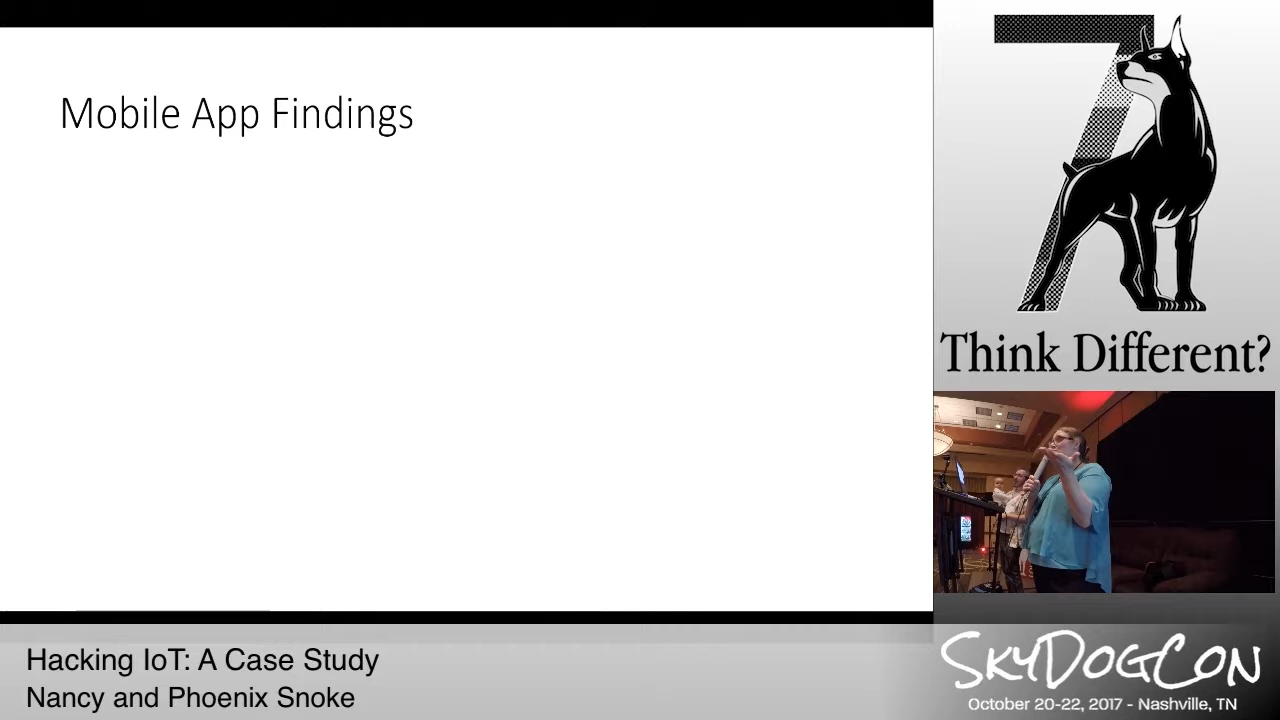 Mobile App Findings
7
Think Different?
Hacking IoT: A Case Study
Nancy and Phoenix Snoke
SKYDOGCON
October 20-22, 2017 - Nashville, TN